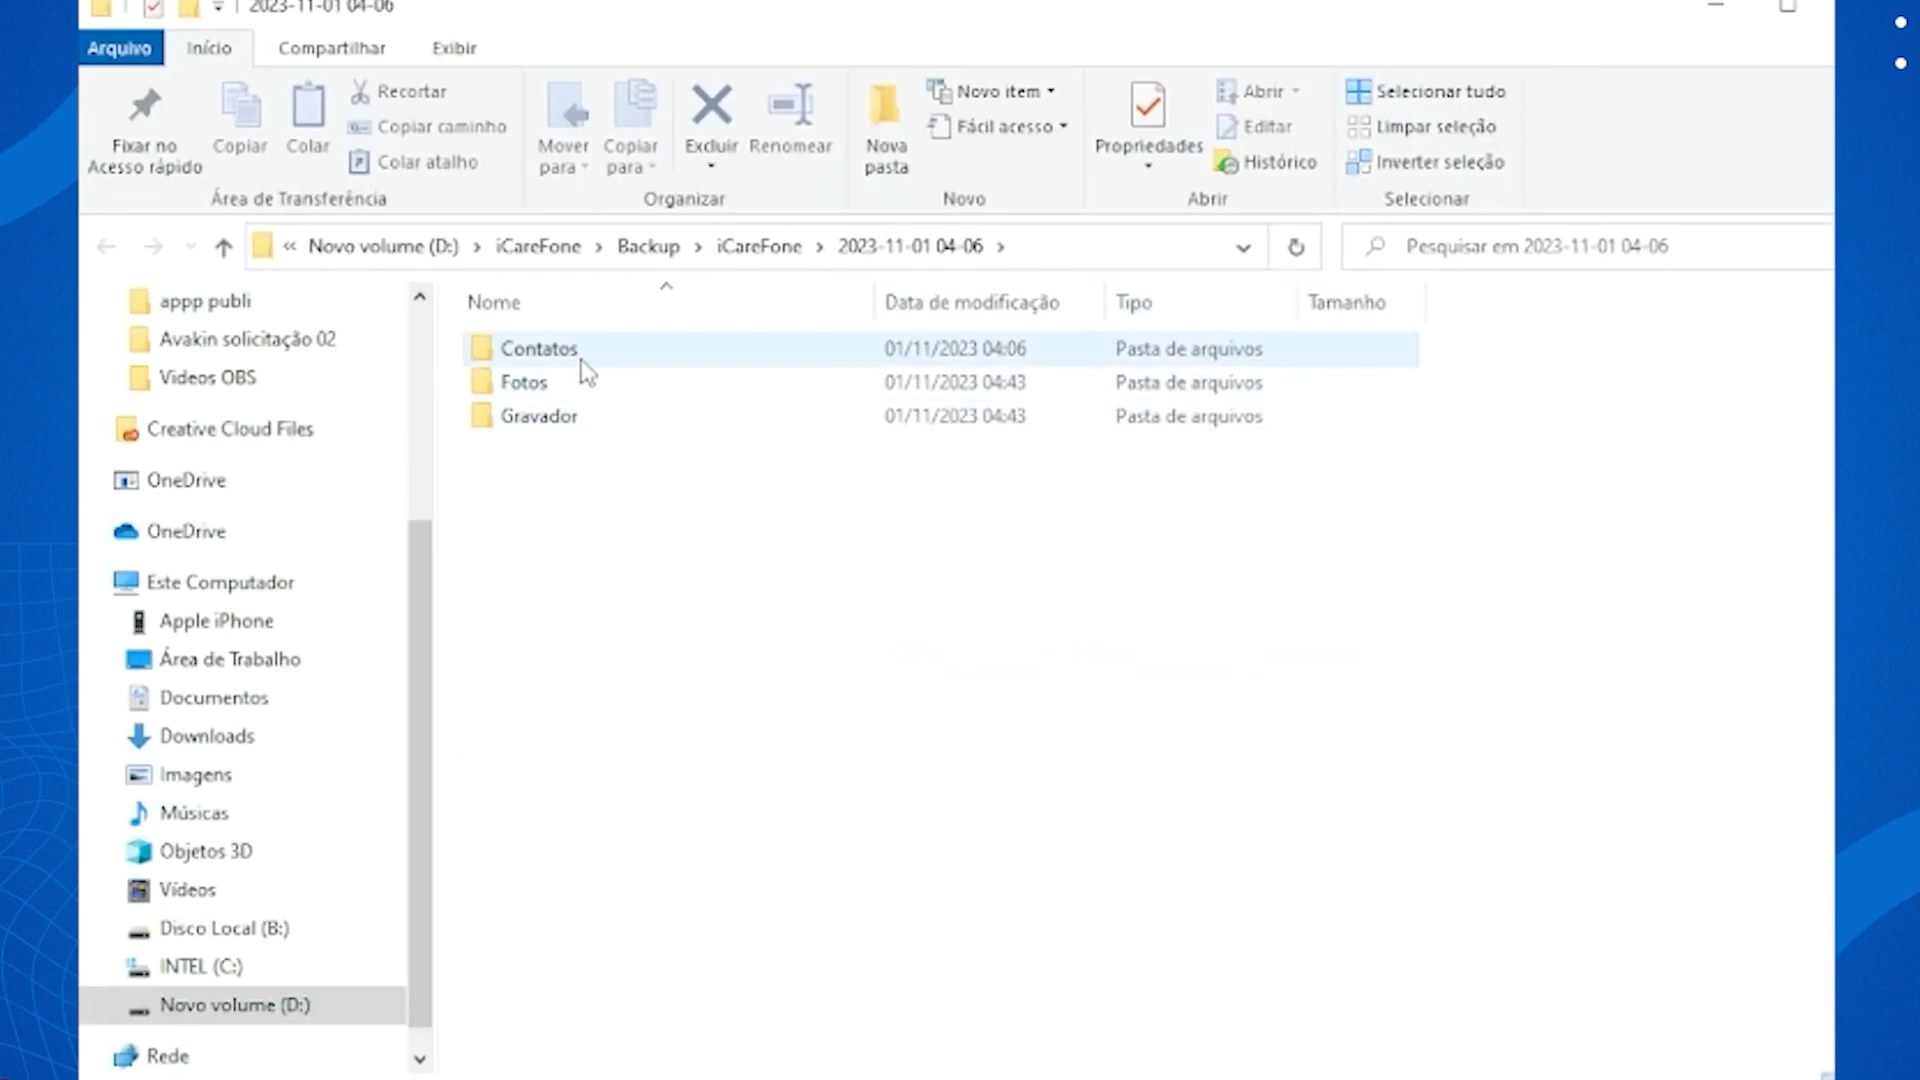 2023-11-01 04-06
Arquivo Início Compartilhar Exibir
Fixar no
Acesso rápido
Copiar
Colar
Recortar
Copiar caminho
Colar atalho
Área de Transferência
Mover
para
Copiar
para
Excluir
Renomear
Organizar
Nova
pasta
Novo item
Fácil acesso
Novo
Propriedades
Abrir
Editar
Histórico
Abrir
Selecionar tudo
Limpar seleção
Inverter seleção
Selecionar
« Novo volume (D:) › iCareFone › Backup › iCareFone › 2023-11-01 04-06 ›
Pesquisar em 2023-11-01 04-06
appp publi
Avakin solicitação 02
Videos OBS
Creative Cloud Files
OneDrive
OneDrive
Este Computador
Apple iPhone
Área de Trabalho
Documentos
Downloads
Imagens
Músicas
Objetos 3D
Vídeos
Disco Local (B:)
INTEL (C:)
Novo volume (D:)
Rede
Nome Data de modificação Tipo Tamanho
Contatos 01/11/2023 04:06 Pasta de arquivos
Fotos 01/11/2023 04:43 Pasta de arquivos
Gravador 01/11/2023 04:43 Pasta de arquivos